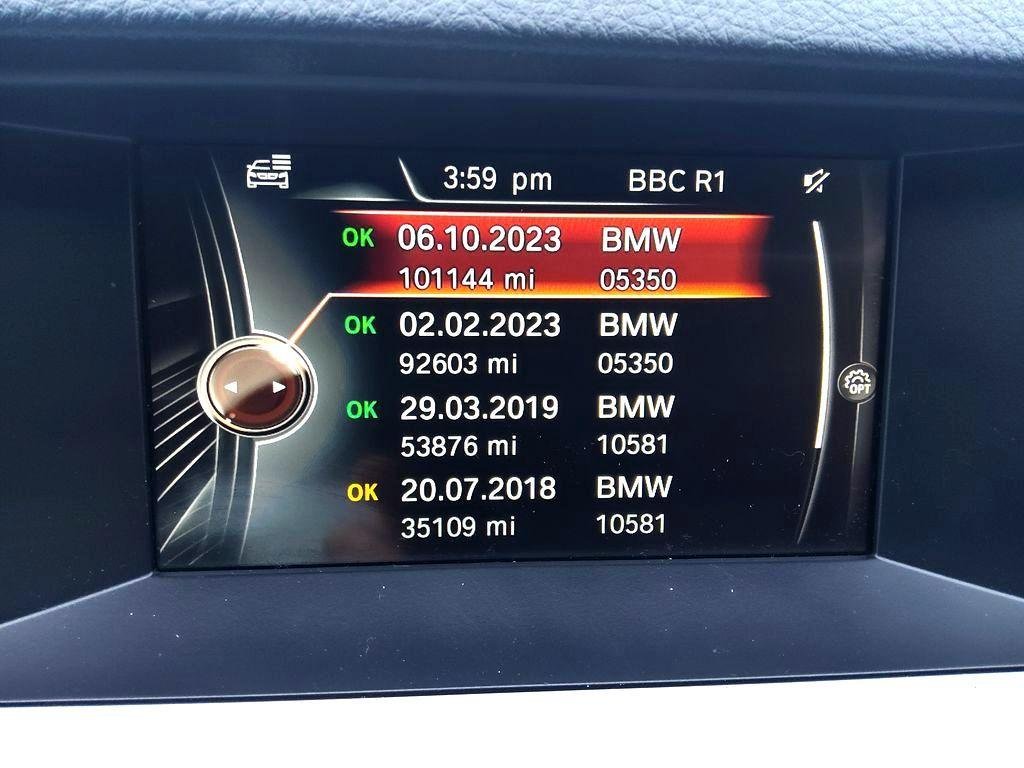 3:59 pm BBC R1
OK 06.10.2023 BMW
101144 mi 05350
OK 02.02.2023 BMW
92603 mi 05350
OK 29.03.2019 BMW
53876 mi 10581
OK 20.07.2018 BMW
35109 mi 10581
OPT